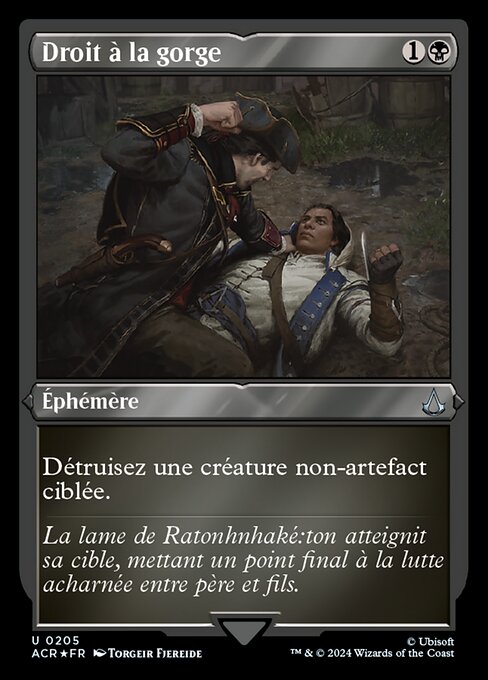 Droit à la gorge
1
Éphémère
Détruisez une créature non-artefact
ciblée.
La lame de Ratonhnhaké:ton atteignit
sa cible, mettant un point final à la lutte
acharnée entre père et fils.
U 0205
ACR★FR Torgeir Fjereide
© Ubisoft
™ & © 2024 Wizards of the Coast